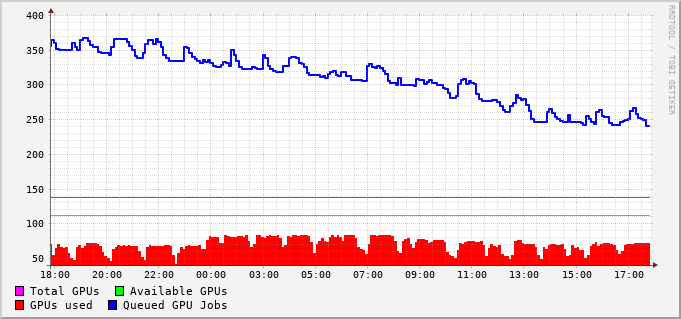 RRDTOOL / TOBI OETIKER
400
350
300
250
200
150
100
50
18:00 20:00 22:00 00:00 03:00 05:00 07:00 09:00 11:00 13:00 15:00 17:00
Total GPUs Available GPUs
GPUs used Queued GPU Jobs